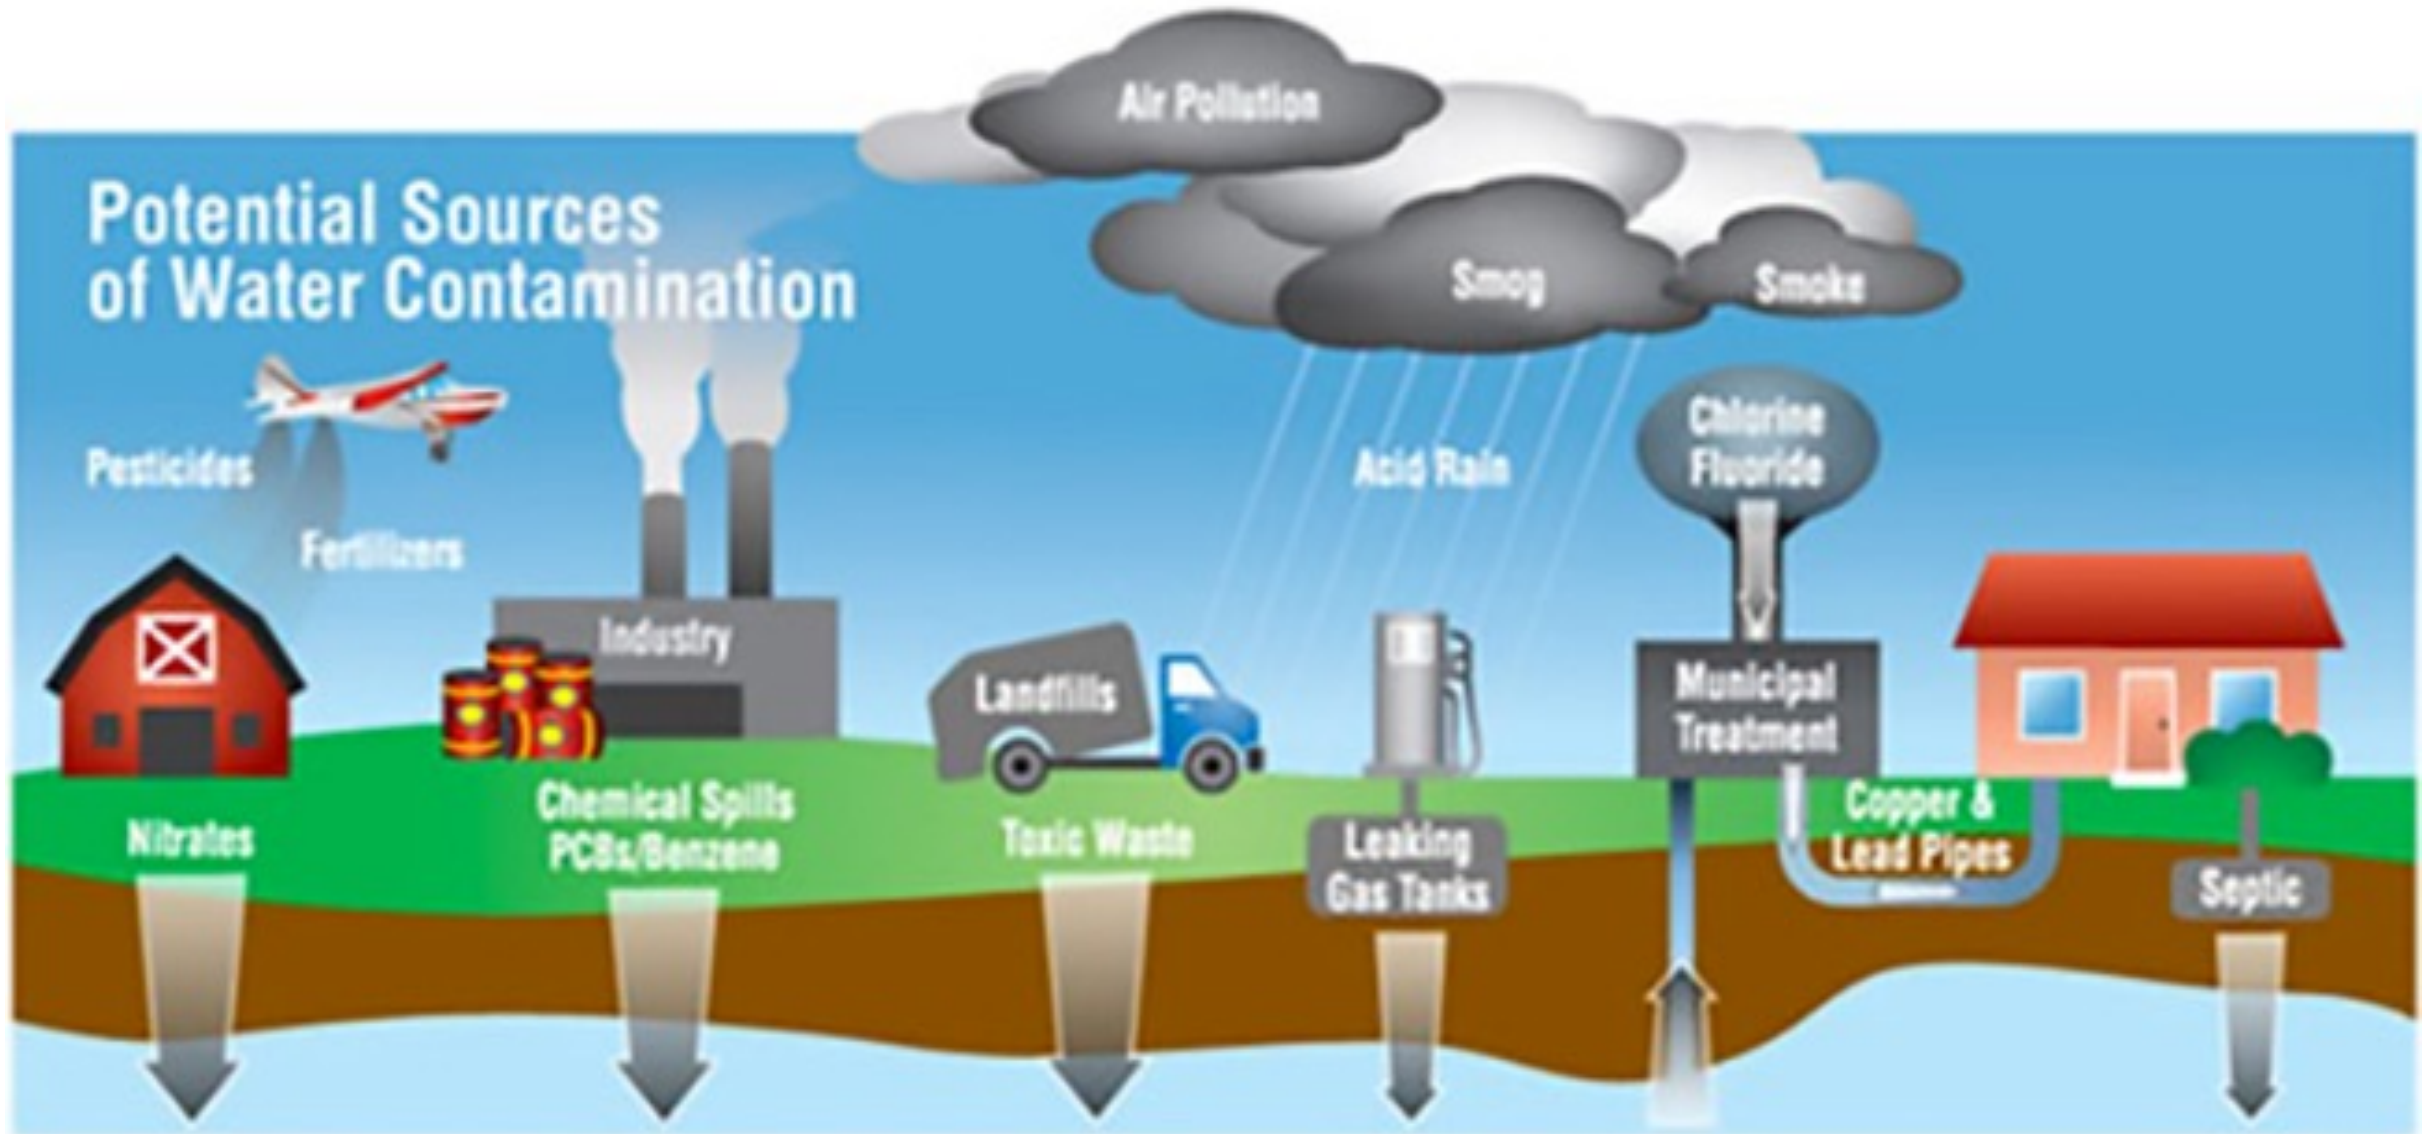 Air Pollution
Potential Sources
of Water Contamination
Smog
Smoke
Pesticides
Fertilizers
Acid Rain
Chlorine
Fluoride
Industry
Landfills
Municipal
Treatment
Nitrates
Chemical Spills
PCBs/Benzene
Toxic Waste
Leaking
Gas Tanks
Copper &
Lead Pipes
Septic